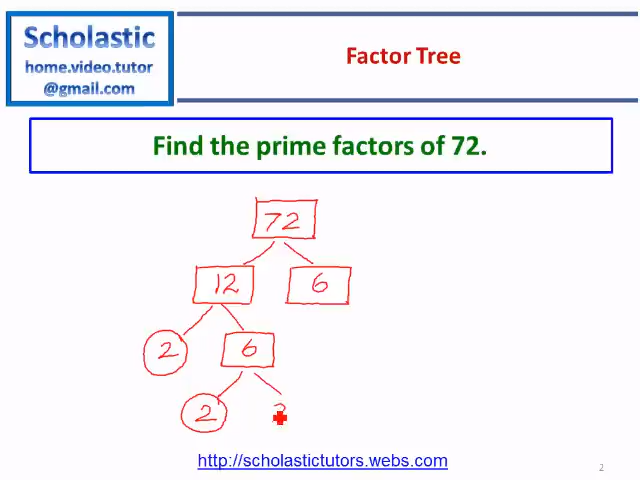 Scholastic
home.video.tutor
@gmail.com
Factor Tree
Find the prime factors of 72.
72
12 6
2 6
2
http://scholastictutors.webs.com
2